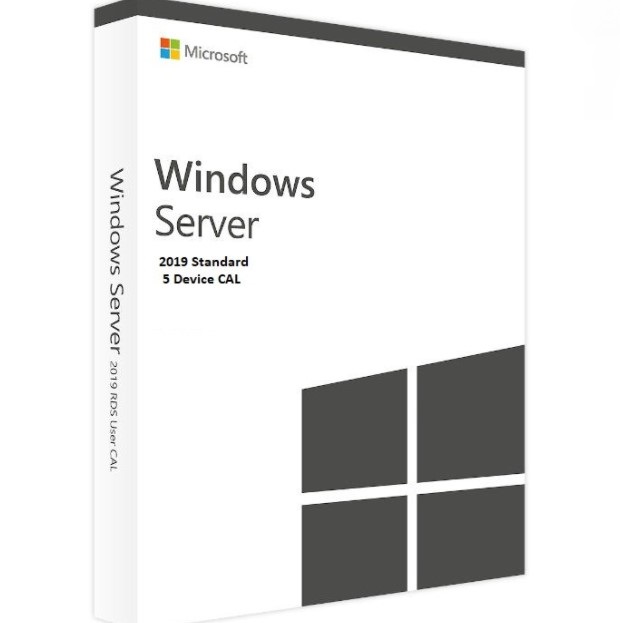 Microsoft
Windows
Server
2019 Standard
5 Device CAL
Windows Server 2019 RDS User CAL